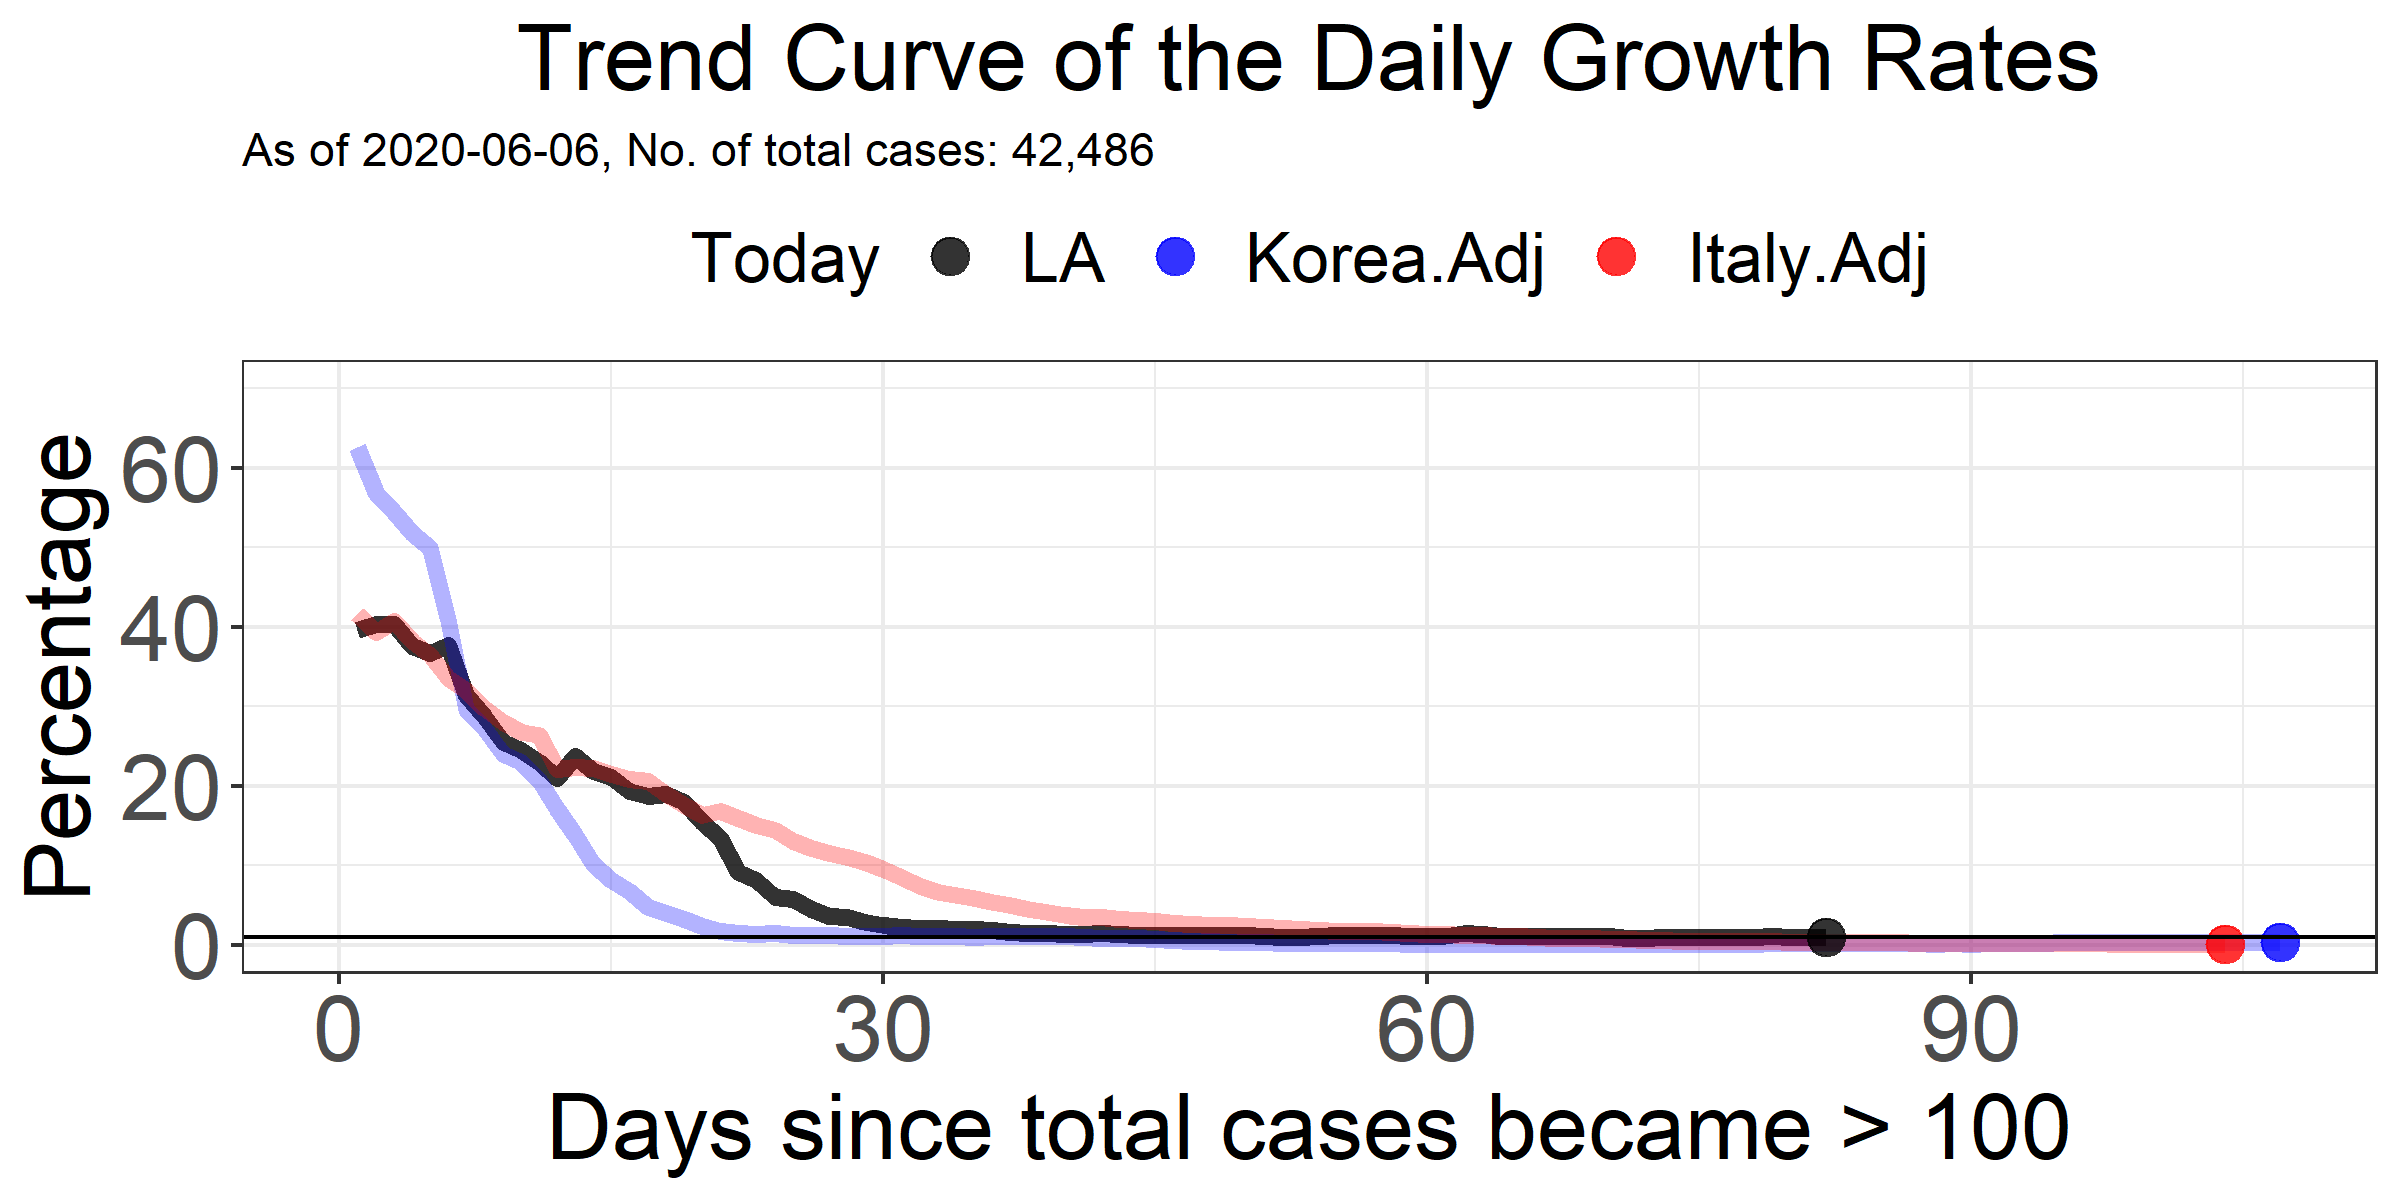 Trend Curve of the Daily Growth Rates
As of 2020-06-06, No. of total cases: 42,486
Today LA Korea.Adj Italy.Adj
Percentage
60
40
20
0
0 30 60 90
Days since total cases became > 100